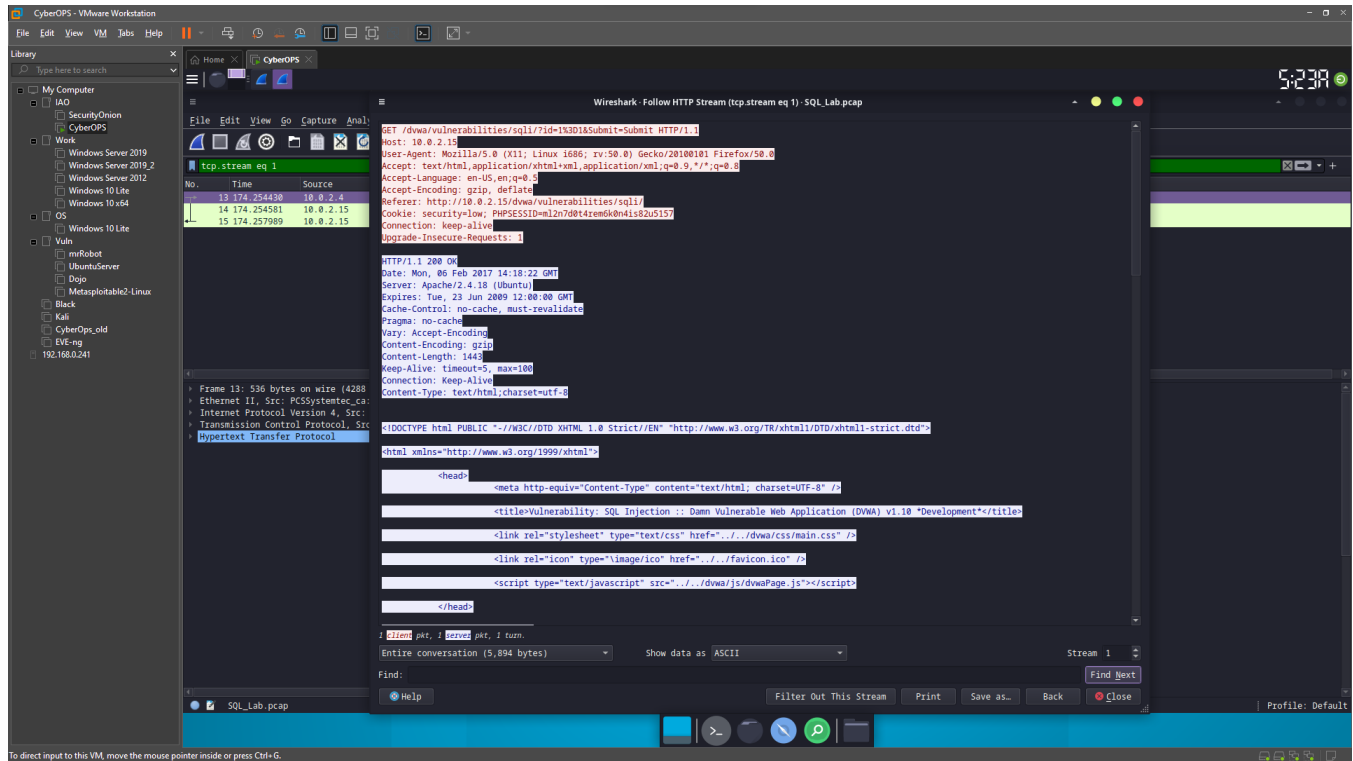 CyberOPS - VMware Workstation
File Edit View VM Tabs Help
Library
Type here to search
My Computer
IAO
SecurityOnion
CyberOPS
Work
Windows Server 2019
Windows Server 2019_2
Windows Server 2012
Windows 10 Lite
Windows 10 x64
OS
Windows 10 Lite
Vuln
mrRobot
UbuntuServer
Dojo
Metasploitable2-Linux
Black
Kali
CyberOps_old
EVE-ng
192.168.0.241
Home
CyberOPS
File Edit View Go Capture Anal
tcp.stream eq 1
No. Time Source
13 174.254430 10.0.2.4
14 174.254581 10.0.2.15
15 174.257989 10.0.2.15
Frame 13: 536 bytes on wire (4288
Ethernet II, Src: PCSSystemtec_ca:
Internet Protocol Version 4, Src:
Transmission Control Protocol, Src
Hypertext Transfer Protocol
Wireshark · Follow HTTP Stream (tcp.stream eq 1) · SQL_Lab.pcap
GET /dvwa/vulnerabilities/sqli/?id=1%3D1&Submit=Submit HTTP/1.1
Host: 10.0.2.15
User-Agent: Mozilla/5.0 (X11; Linux i686; rv:50.0) Gecko/20100101 Firefox/50.0
Accept: text/html,application/xhtml+xml,application/xml;q=0.9,*/*;q=0.8
Accept-Language: en-US,en;q=0.5
Accept-Encoding: gzip, deflate
Referer: http://10.0.2.15/dvwa/vulnerabilities/sqli/
Cookie: security=low; PHPSESSID=ml2n7d0t4rem6k0n4is82u5157
Connection: keep-alive
Upgrade-Insecure-Requests: 1
HTTP/1.1 200 OK
Date: Mon, 06 Feb 2017 14:18:22 GMT
Server: Apache/2.4.18 (Ubuntu)
Expires: Tue, 23 Jun 2009 12:00:00 GMT
Cache-Control: no-cache, must-revalidate
Pragma: no-cache
Vary: Accept-Encoding
Content-Encoding: gzip
Content-Length: 1443
Keep-Alive: timeout=5, max=100
Connection: Keep-Alive
Content-Type: text/html;charset=utf-8
<!DOCTYPE html PUBLIC "-//W3C//DTD XHTML 1.0 Strict//EN" "http://www.w3.org/TR/xhtml1/DTD/xhtml1-strict.dtd">
<html xmlns="http://www.w3.org/1999/xhtml">
<head>
<meta http-equiv="Content-Type" content="text/html; charset=UTF-8" />
<title>Vulnerability: SQL Injection :: Damn Vulnerable Web Application (DVWA) v1.10 *Development*</title>
<link rel="stylesheet" type="text/css" href="../../dvwa/css/main.css" />
<link rel="icon" type="\image/ico" href="../../favicon.ico" />
<script type="text/javascript" src="../../dvwa/js/dvwaPage.js"></script>
</head>
1 client pkt, 1 server pkt, 1 turn.
Entire conversation (5,894 bytes) Show data as ASCII Stream 1
Find: Find Next
Help Filter Out This Stream Print Save as… Back Close
SQL_Lab.pcap Profile: Default
To direct input to this VM, move the mouse pointer inside or press Ctrl+G.